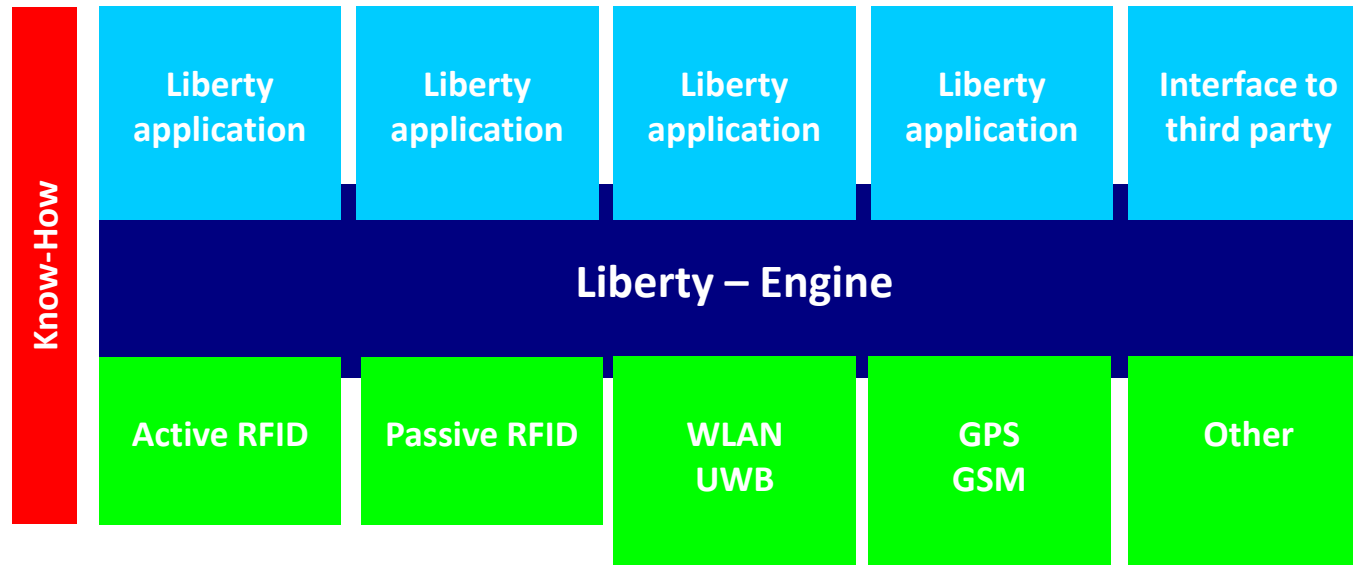 Know-How
Liberty
application
Liberty
application
Liberty
application
Liberty
application
Interface to
third party
Liberty – Engine
Active RFID
Passive RFID
WLAN
UWB
GPS
GSM
Other